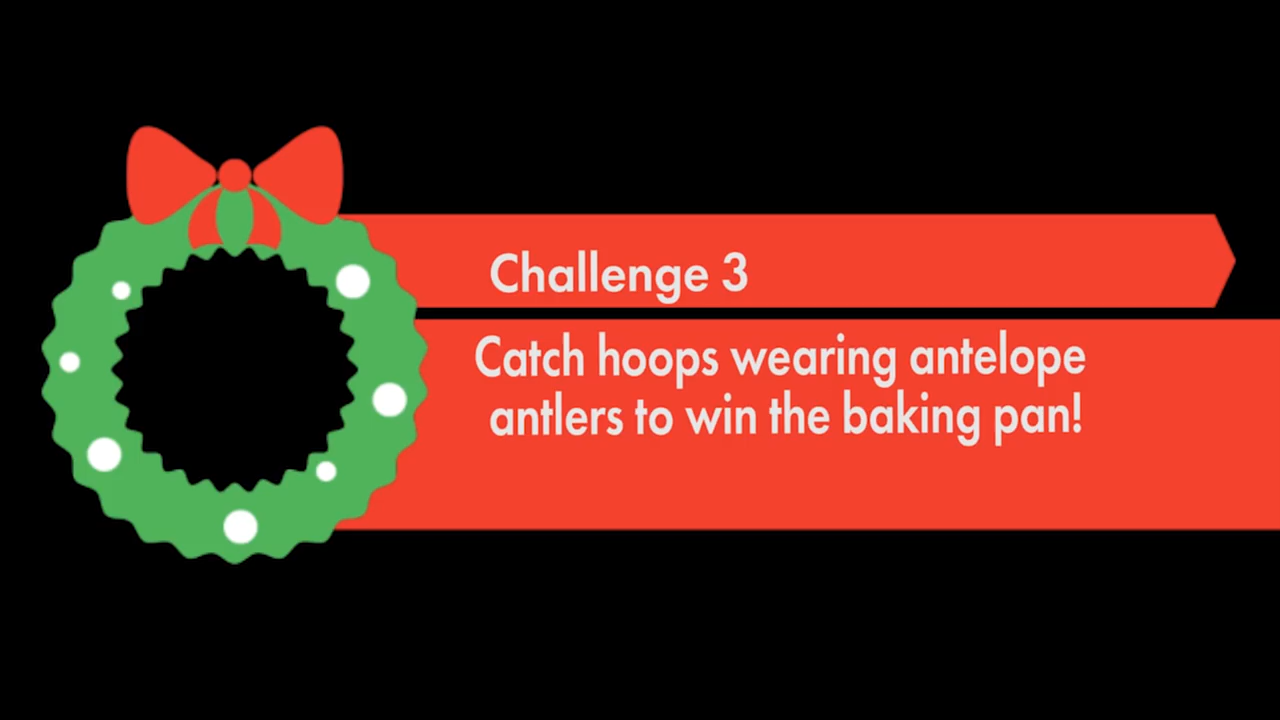 Challenge 3
Catch hoops wearing antelope
antlers to win the baking pan!